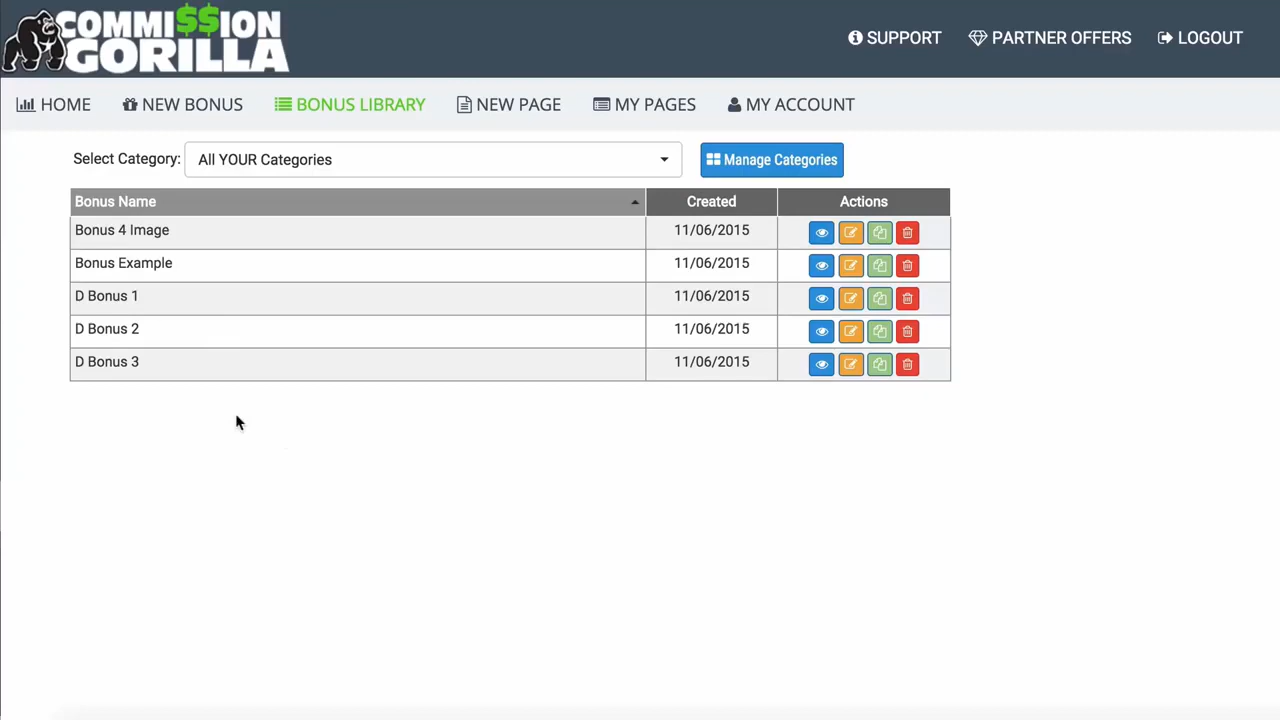 COMMI$$ION
GORILLA
SUPPORT
PARTNER OFFERS
LOGOUT
HOME
NEW BONUS
BONUS LIBRARY
NEW PAGE
MY PAGES
MY ACCOUNT
Select Category: All YOUR Categories
Manage Categories
Bonus Name Created Actions
Bonus 4 Image 11/06/2015
Bonus Example 11/06/2015
D Bonus 1 11/06/2015
D Bonus 2 11/06/2015
D Bonus 3 11/06/2015